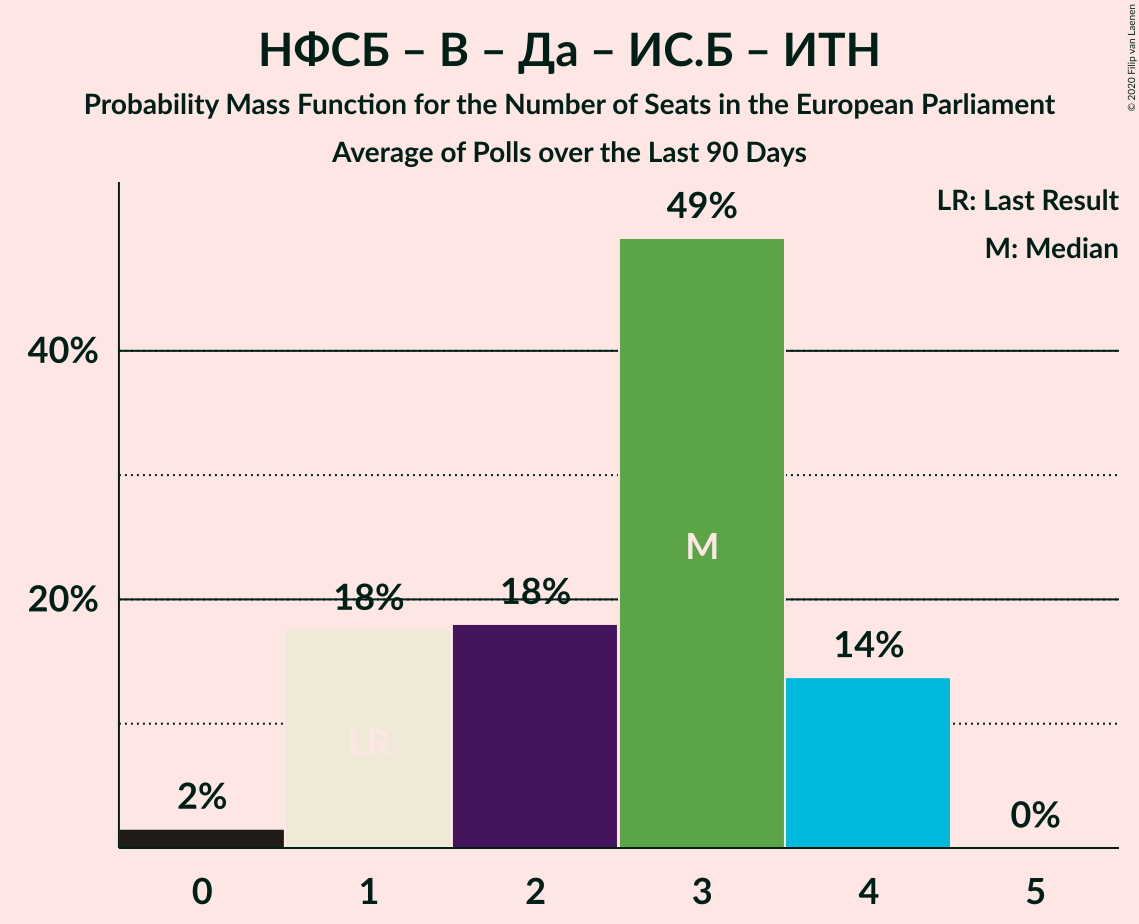 НФСБ – В – Да – ИС.Б – ИТН
Probability Mass Function for the Number of Seats in the European Parliament
Average of Polls over the Last 90 Days
© 2020 Filip van Laenen
LR: Last Result
M: Median
49%
40%
M
18%
18%
20%
14%
LR
2%
0%
0 1 2 3 4 5